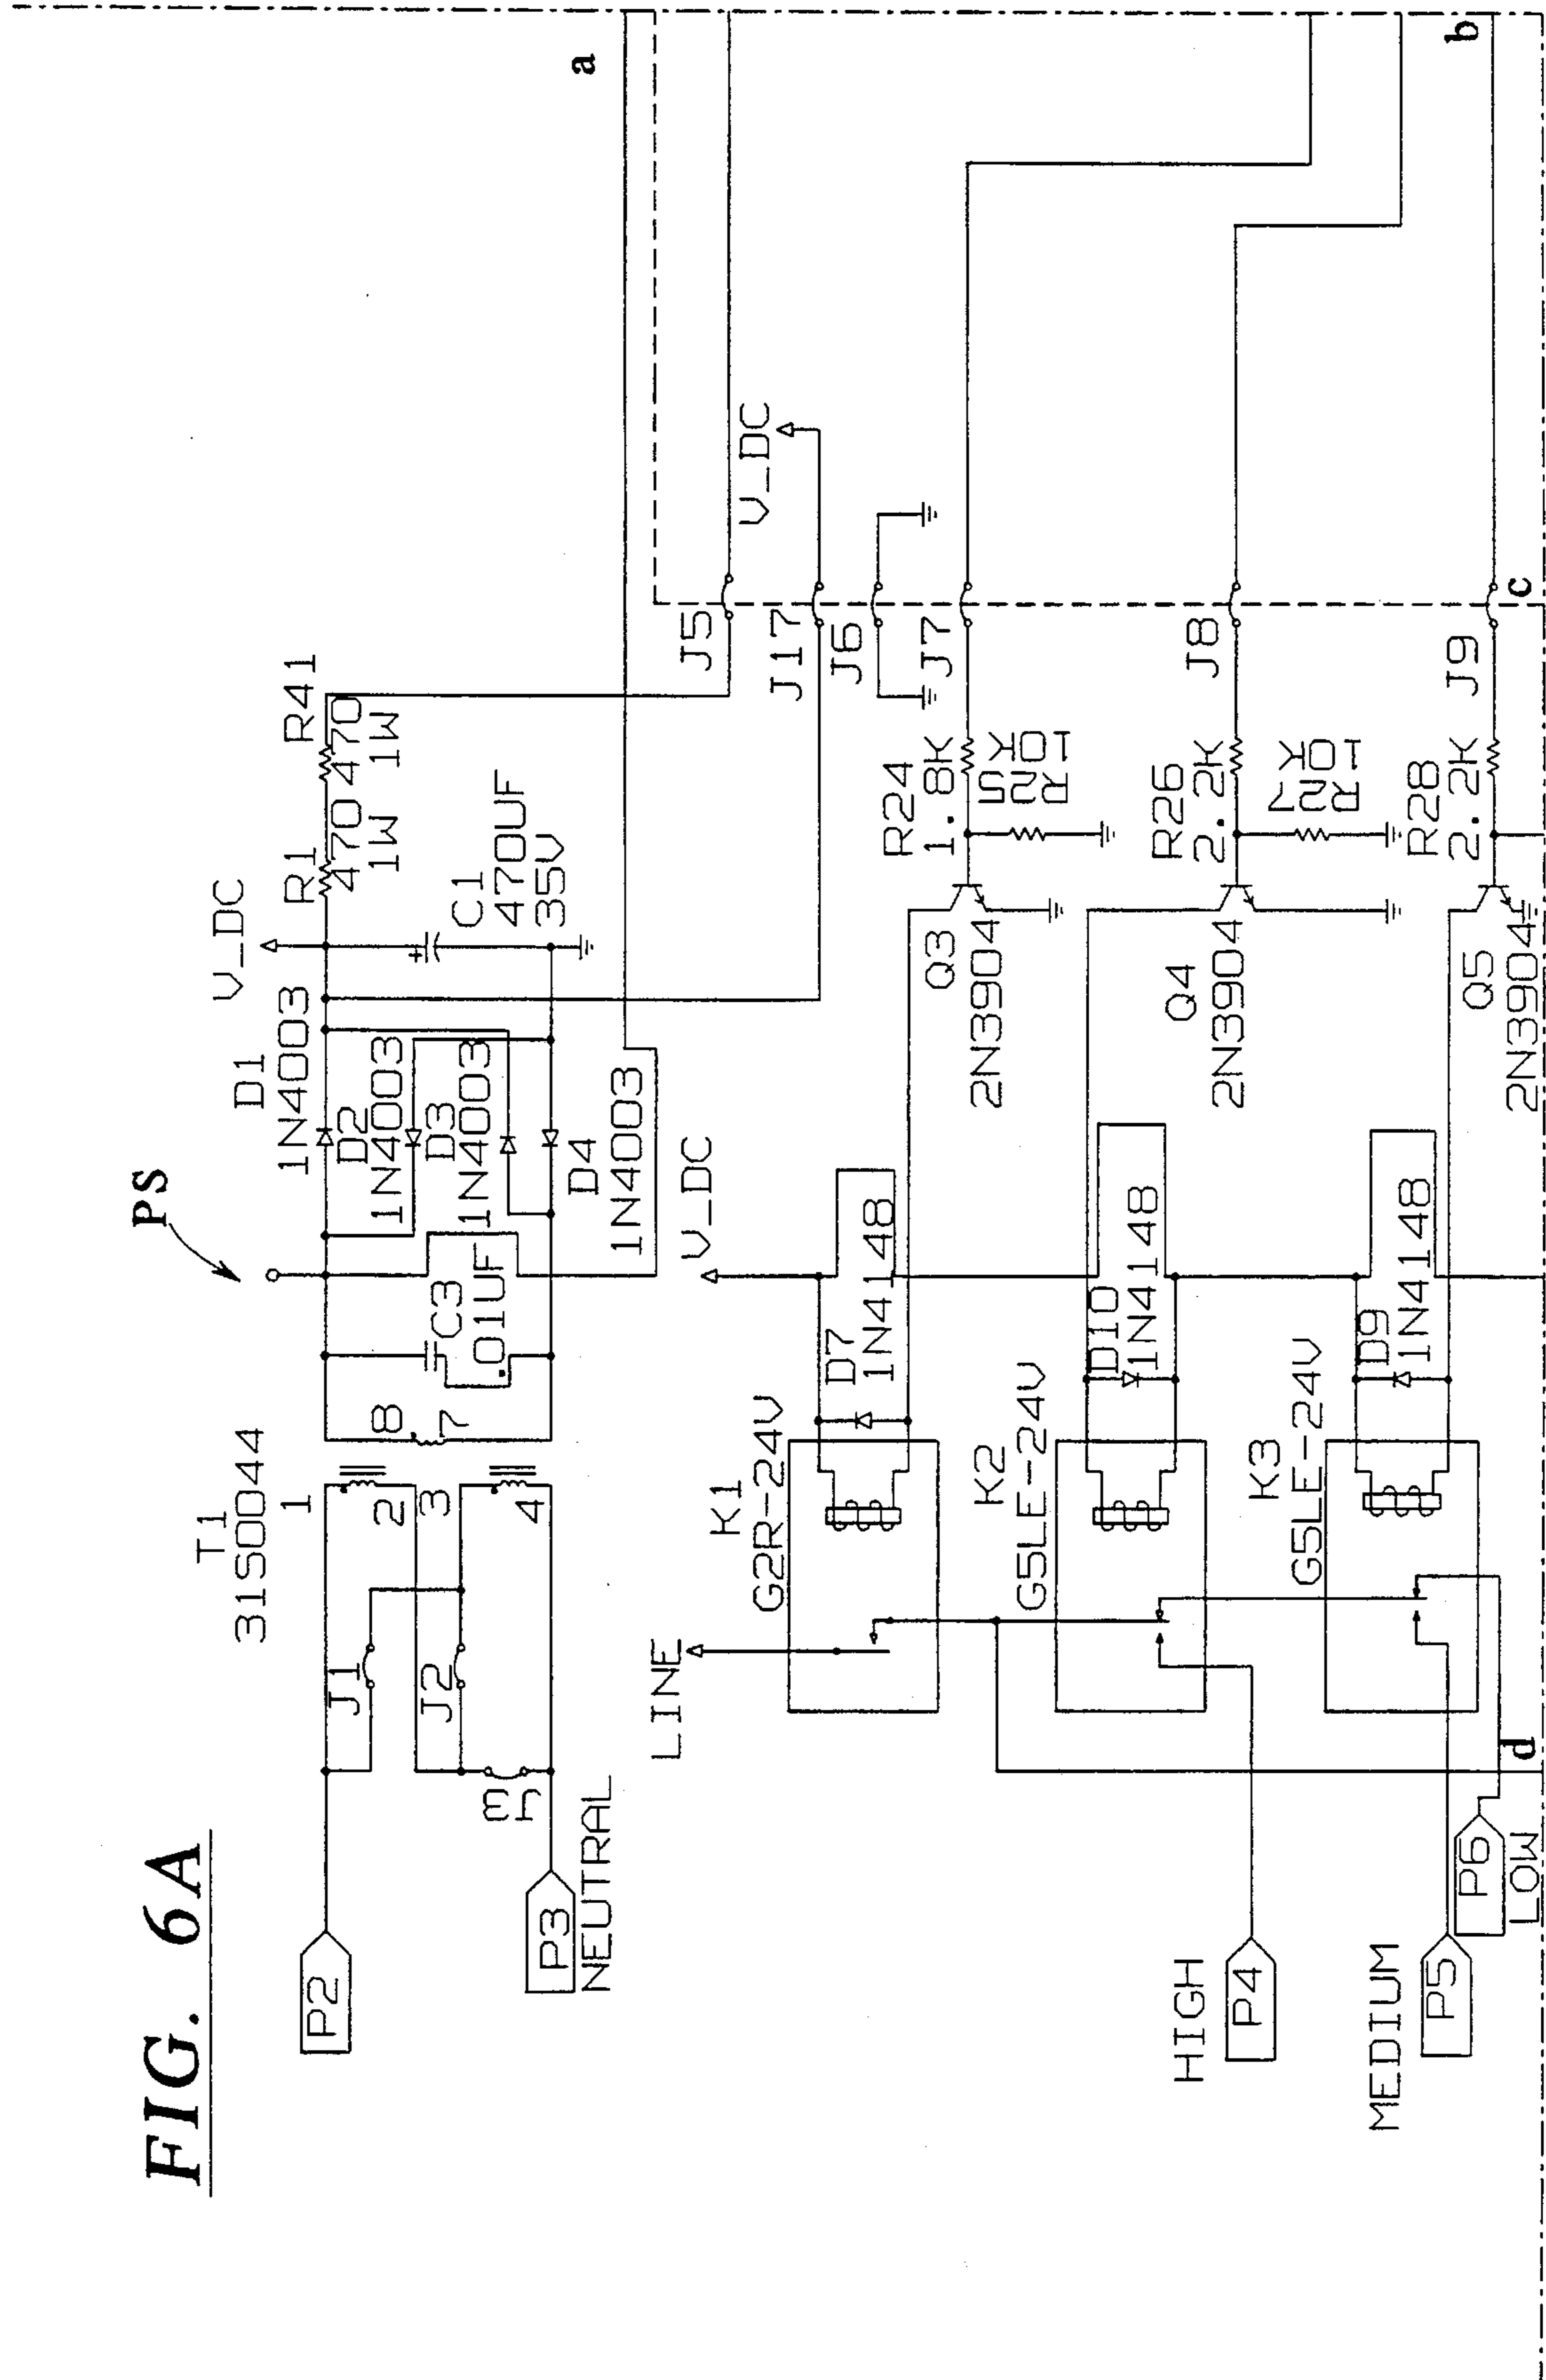 FIG. 6A
PS
P2
P3
NEUTRAL
T1
31S0044
1
2
3
4
8
7
J1
J2
J3
C3
.01UF
D1
1N4003
D2
1N4003
D3
1N4003
D4
1N4003
V_DC
C1
470UF
35V
R1
470
1W
R41
470
1W
a
J5
J17
V_DC
J6
J7
LINE
V_DC
K1
G2R-24V
D7
1N4148
Q3
2N3904
R24
1.8K
R25
10K
HIGH
P4
K2
G5LE-24V
D10
1N4148
Q4
2N3904
R26
2.2K
R27
10K
J8
MEDIUM
P5
P6
LOW
K3
G5LE-24V
D9
1N4148
Q5
2N3904
R28
2.2K
J9
b
c
d